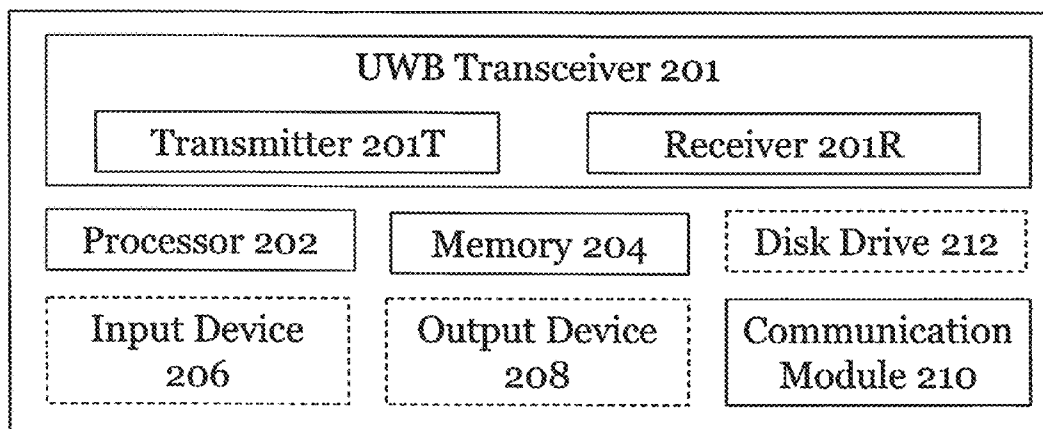 UWB Transceiver 201
Transmitter 201T
Receiver 201R
Processor 202
Memory 204
Disk Drive 212
Input Device
206
Output Device
208
Communication
Module 210